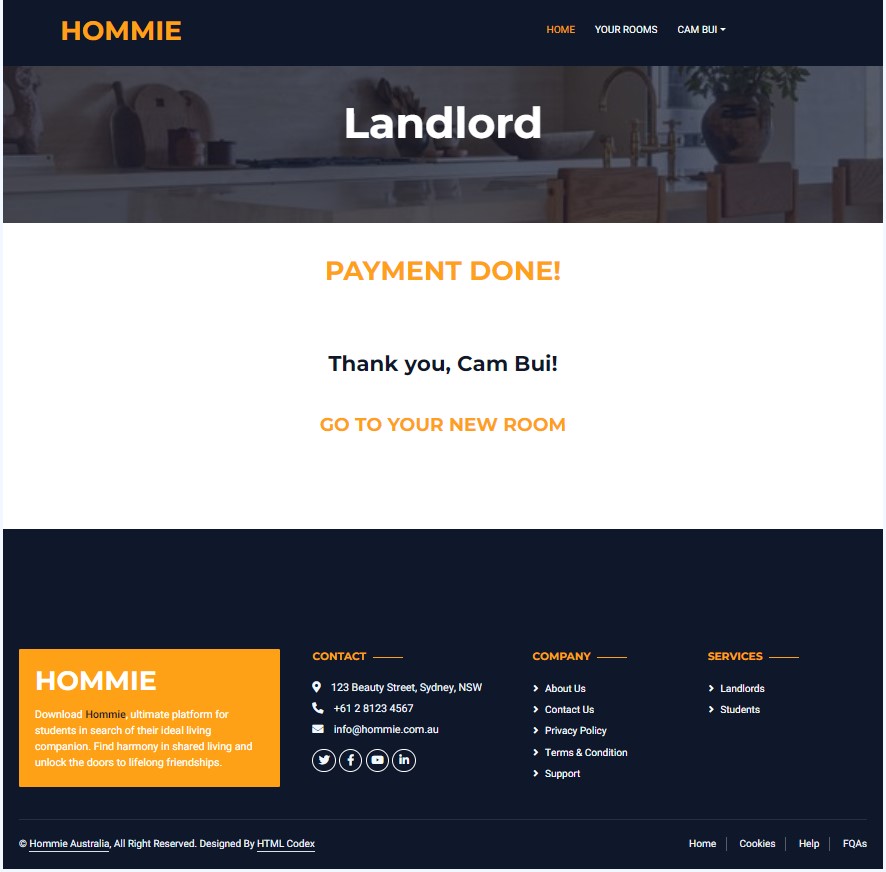 HOMMIE
HOME YOUR ROOMS CAM BUI
Landlord
PAYMENT DONE!
Thank you, Cam Bui!
GO TO YOUR NEW ROOM
HOMMIE
Download Hommie, ultimate platform for
students in search of their ideal living
companion. Find harmony in shared living and
unlock the doors to lifelong friendships.
CONTACT
123 Beauty Street, Sydney, NSW
+61 2 8123 4567
info@hommie.com.au
COMPANY
About Us
Contact Us
Privacy Policy
Terms & Condition
Support
SERVICES
Landlords
Students
© Hommie Australia, All Right Reserved. Designed By HTML Codex
Home Cookies Help FQAs